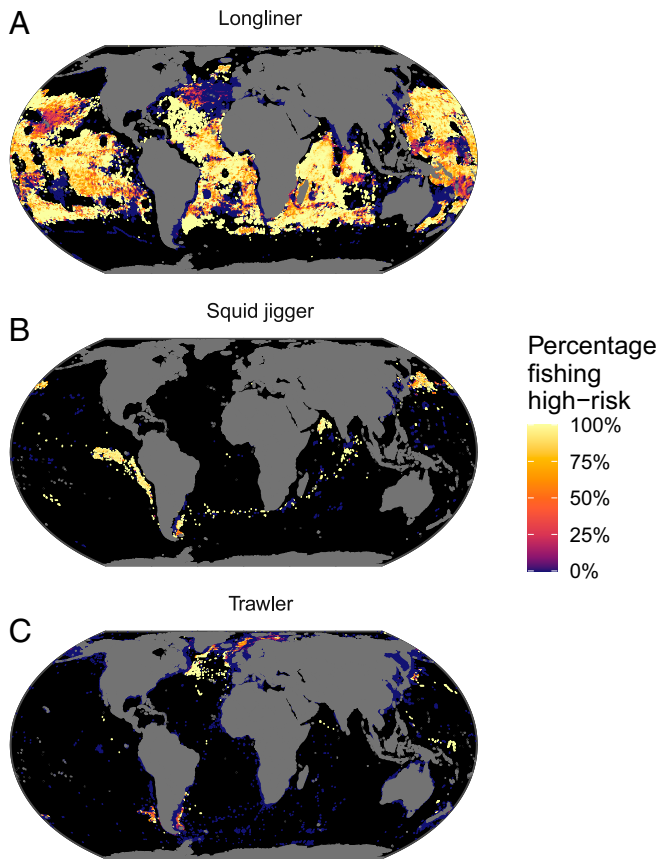 A
Longliner
B
Squid jigger
Percentage
fishing
high−risk
100%
75%
50%
25%
0%
C
Trawler